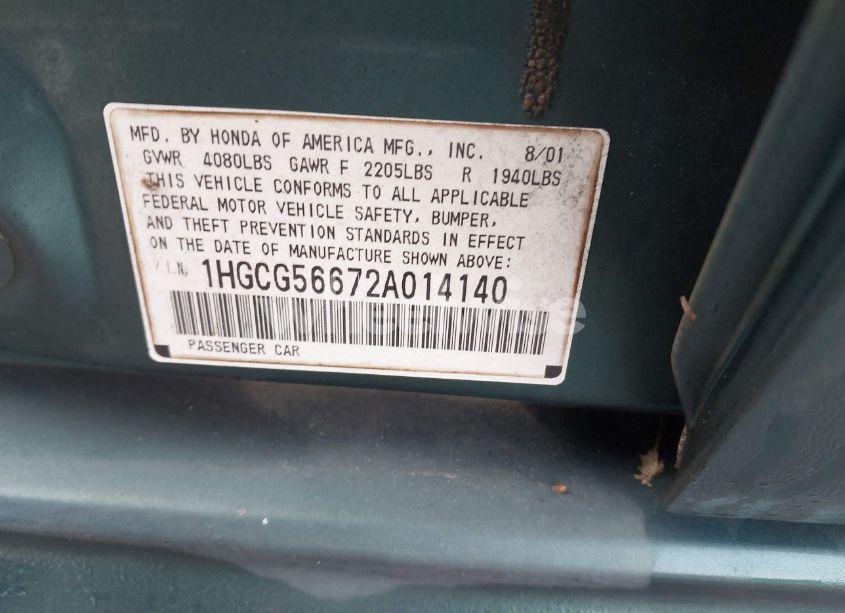 MFD. BY HONDA OF AMERICA MFG., INC. 8/01
GVWR 4080LBS GAWR F 2205LBS R 1940LBS
THIS VEHICLE CONFORMS TO ALL APPLICABLE
FEDERAL MOTOR VEHICLE SAFETY, BUMPER,
AND THEFT PREVENTION STANDARDS IN EFFECT
ON THE DATE OF MANUFACTURE SHOWN ABOVE:
V.I.N. 1HGCG56672A014140
PASSENGER CAR